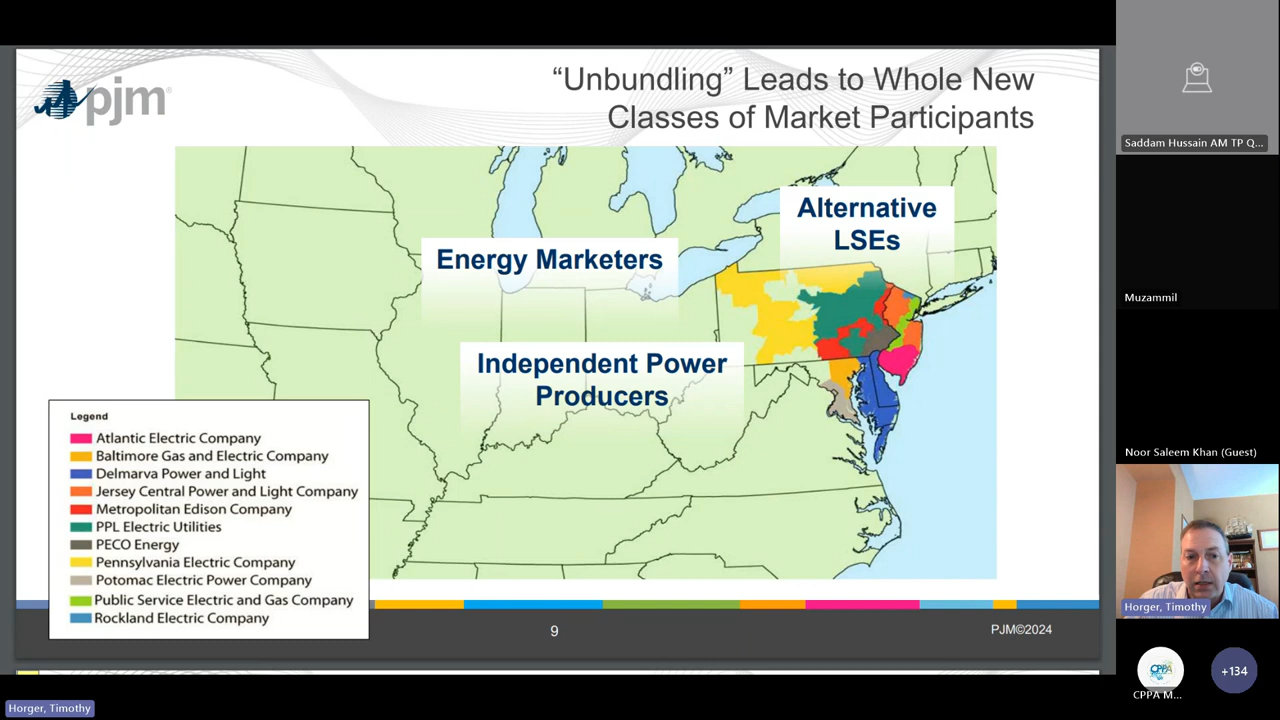 pjm
“Unbundling” Leads to Whole New
Classes of Market Participants
Alternative
LSEs
Energy Marketers
Independent Power
Producers
Legend
Atlantic Electric Company
Baltimore Gas and Electric Company
Delmarva Power and Light
Jersey Central Power and Light Company
Metropolitan Edison Company
PPL Electric Utilities
PECO Energy
Pennsylvania Electric Company
Potomac Electric Power Company
Public Service Electric and Gas Company
Rockland Electric Company
9
PJM©2024
Saddam Hussain AM TP Q...
Muzammil
Noor Saleem Khan (Guest)
Horger, Timothy
CPPA
CPPA M...
+134
Horger, Timothy